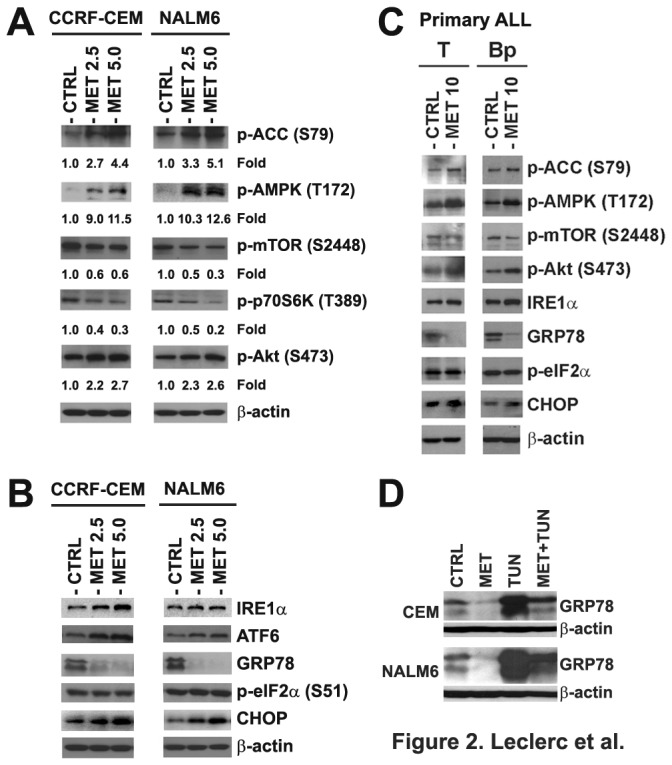 A
CCRF-CEM NALM6
- CTRL
- MET 2.5
- MET 5.0
- CTRL
- MET 2.5
- MET 5.0
p-ACC (S79)
1.0 2.7 4.4 1.0 3.3 5.1 Fold
p-AMPK (T172)
1.0 9.0 11.5 1.0 10.3 12.6 Fold
p-mTOR (S2448)
1.0 0.6 0.6 1.0 0.5 0.3 Fold
p-p70S6K (T389)
1.0 0.4 0.3 1.0 0.5 0.2 Fold
p-Akt (S473)
1.0 2.2 2.7 1.0 2.3 2.6 Fold
β-actin
B
CCRF-CEM NALM6
- CTRL
- MET 2.5
- MET 5.0
- CTRL
- MET 2.5
- MET 5.0
IRE1α
ATF6
GRP78
p-eIF2α (S51)
CHOP
β-actin
C
Primary ALL
T Bp
- CTRL
- MET 10
- CTRL
- MET 10
p-ACC (S79)
p-AMPK (T172)
p-mTOR (S2448)
p-Akt (S473)
IRE1α
GRP78
p-eIF2α
CHOP
β-actin
D
CTRL
MET
TUN
MET+TUN
CEM GRP78
β-actin
NALM6 GRP78
β-actin
Figure 2. Leclerc et al.